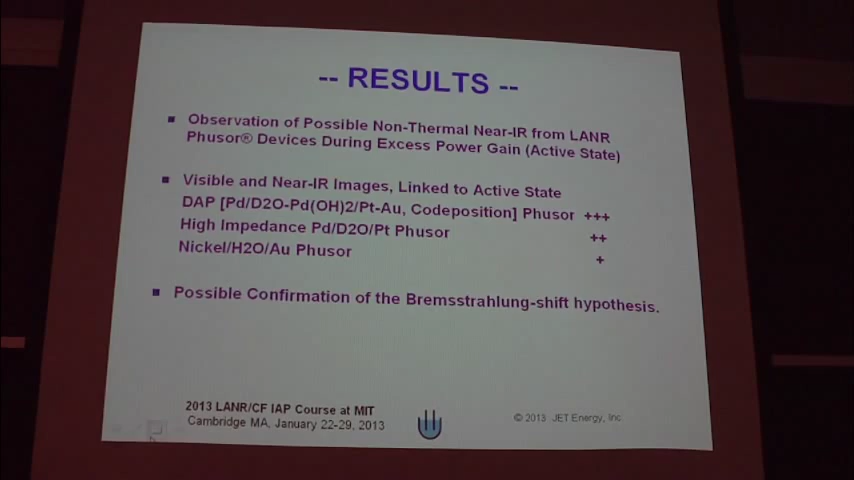 -- RESULTS --
Observation of Possible Non-Thermal Near-IR from LANR
Phusor® Devices During Excess Power Gain (Active State)
Visible and Near-IR Images, Linked to Active State
DAP [Pd/D2O-Pd(OH)2/Pt-Au, Codeposition] Phusor +++
High Impedance Pd/D2O/Pt Phusor ++
Nickel/H2O/Au Phusor +
Possible Confirmation of the Bremsstrahlung-shift hypothesis.
2013 LANR/CF IAP Course at MIT
Cambridge MA, January 22-29, 2013
© 2013 JET Energy, Inc